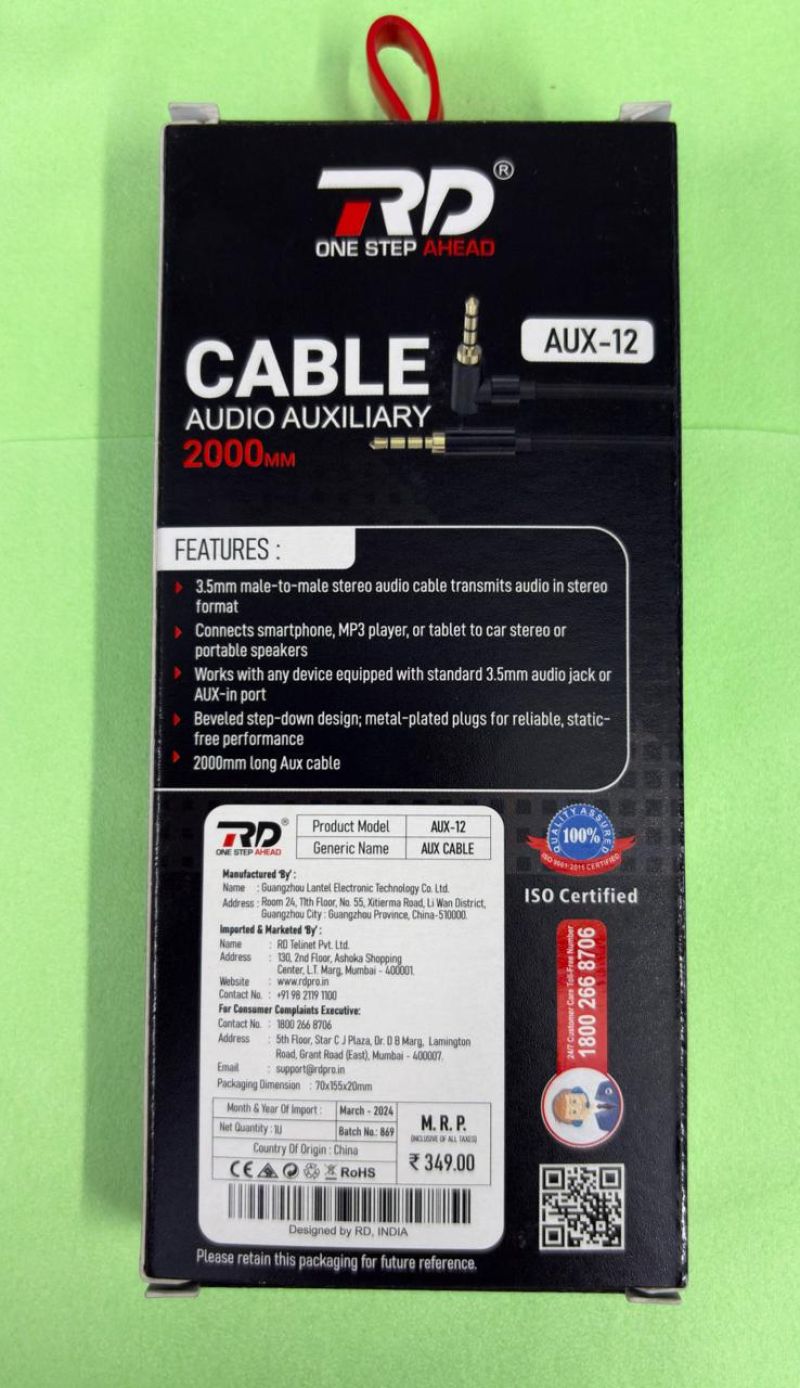 RD®
ONE STEP AHEAD
AUX-12
CABLE
AUDIO AUXILIARY
2000MM
FEATURES :
3.5mm male-to-male stereo audio cable transmits audio in stereo
format
Connects smartphone, MP3 player, or tablet to car stereo or
portable speakers
Works with any device equipped with standard 3.5mm audio jack or
AUX-in port
Beveled step-down design; metal-plated plugs for reliable, static-
free performance
2000mm long Aux cable
RD®
ONE STEP AHEAD
Product Model AUX-12
Generic Name AUX CABLE
Manufactured 'By' :
Name : Guangzhou Lantel Electronic Technology Co. Ltd.
Address : Room 24, 11th Floor, No. 55, Xitierma Road, Li Wan District,
Guangzhou City : Guangzhou Province, China-510000.
Imported & Marketed 'By' :
Name : RD Telinet Pvt. Ltd.
Address : 130, 2nd Floor, Ashoka Shopping
Center, L.T. Marg, Mumbai - 400001.
Website : www.rdpro.in
Contact No. : +91 98 2119 1100
For Consumer Complaints Executive:
Contact No. : 1800 266 8706
Address : 5th Floor, Star C J Plaza, Dr. D B Marg, Lamington
Road, Grant Road (East), Mumbai - 400007.
Email : support@rdpro.in
Packaging Dimension : 70x155x20mm
Month & Year Of Import : March - 2024
Net Quantity : 1U Batch No.: 869
Country Of Origin : China
M. R. P.
(INCLUSIVE OF ALL TAXES)
₹ 349.00
CE RoHS
Designed by RD, INDIA
Please retain this packaging for future reference.
QUALITY ASSURED
100%
ISO 9001:2015 CERTIFIED
ISO Certified
24/7 Customer Care Toll-Free Number
1800 266 8706